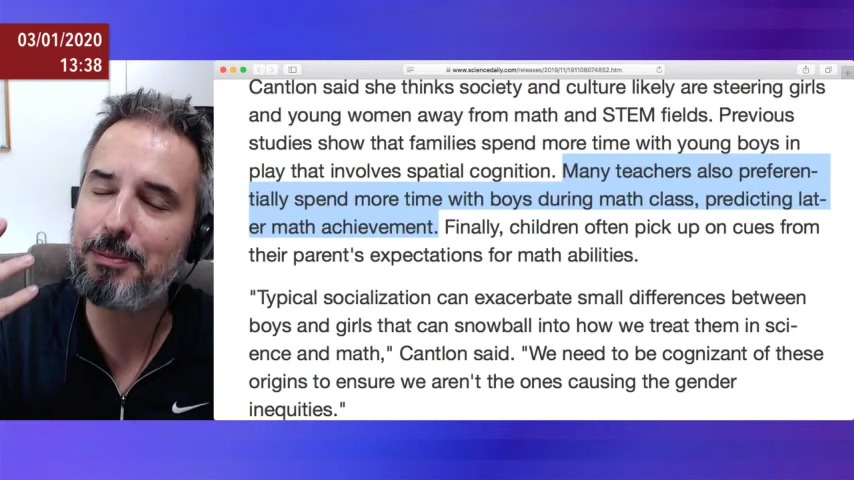 03/01/2020
13:38
www.sciencedaily.com/releases/2019/11/191108074852.htm
Cantlon said she thinks society and culture likely are steering girls
and young women away from math and STEM fields. Previous
studies show that families spend more time with young boys in
play that involves spatial cognition. Many teachers also preferen-
tially spend more time with boys during math class, predicting lat-
er math achievement. Finally, children often pick up on cues from
their parent's expectations for math abilities.
"Typical socialization can exacerbate small differences between
boys and girls that can snowball into how we treat them in sci-
ence and math," Cantlon said. "We need to be cognizant of these
origins to ensure we aren't the ones causing the gender
inequities."